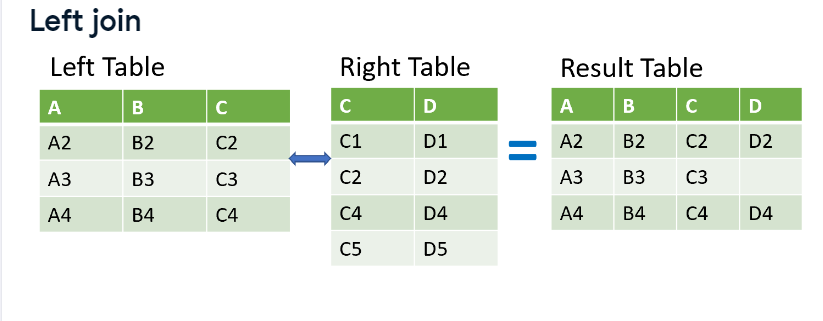 Left join
Left Table
A B C
A2 B2 C2
A3 B3 C3
A4 B4 C4
Right Table
C D
C1 D1
C2 D2
C4 D4
C5 D5
=
Result Table
A B C D
A2 B2 C2 D2
A3 B3 C3
A4 B4 C4 D4